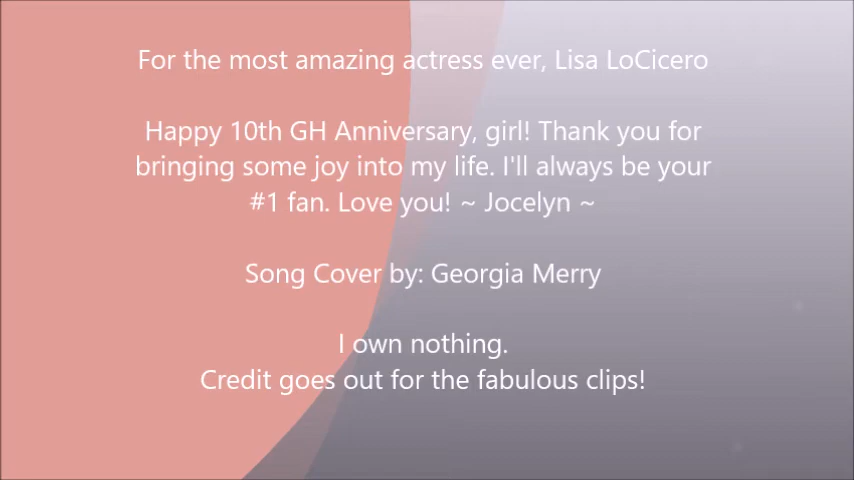 For the most amazing actress ever, Lisa LoCicero
Happy 10th GH Anniversary, girl! Thank you for
bringing some joy into my life. I'll always be your
#1 fan. Love you! ~ Jocelyn ~
Song Cover by: Georgia Merry
I own nothing.
Credit goes out for the fabulous clips!